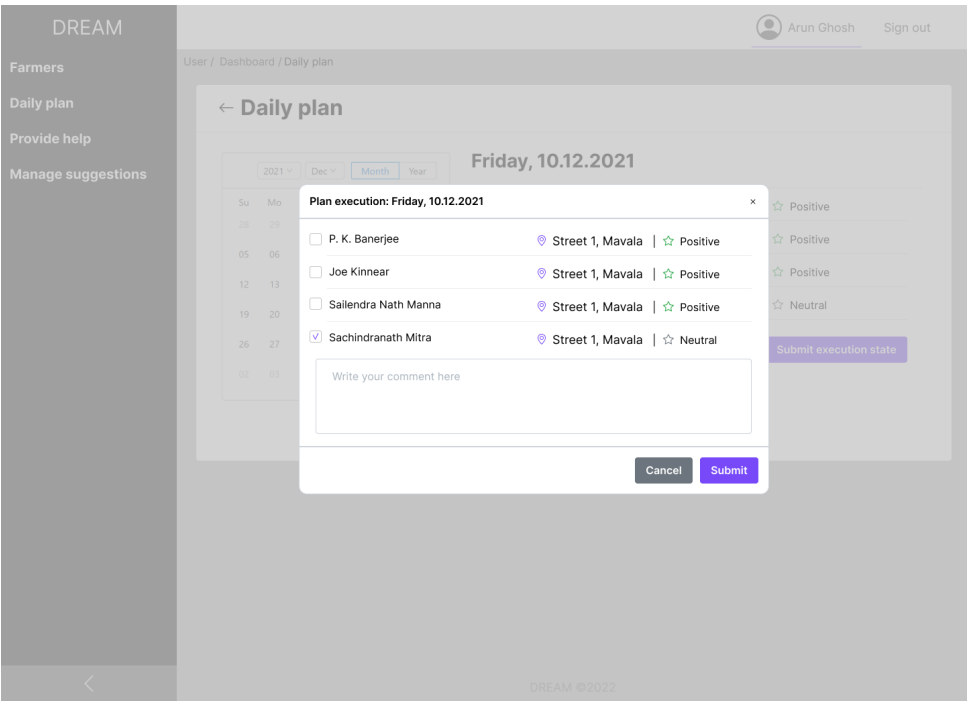 DREAM
Arun Ghosh Sign out
Farmers
Daily plan
Provide help
Manage suggestions
User / Dashboard / Daily plan
← Daily plan
2021 Dec Month Year
Friday, 10.12.2021
Su Mo
28 29
05 06
12 13
19 20
26 27
02 03
Positive
Positive
Positive
Neutral
Submit execution state
Plan execution: Friday, 10.12.2021 ×
P. K. Banerjee Street 1, Mavala | Positive
Joe Kinnear Street 1, Mavala | Positive
Sailendra Nath Manna Street 1, Mavala | Positive
Sachindranath Mitra Street 1, Mavala | Neutral
Write your comment here
Cancel Submit
DREAM ©2022